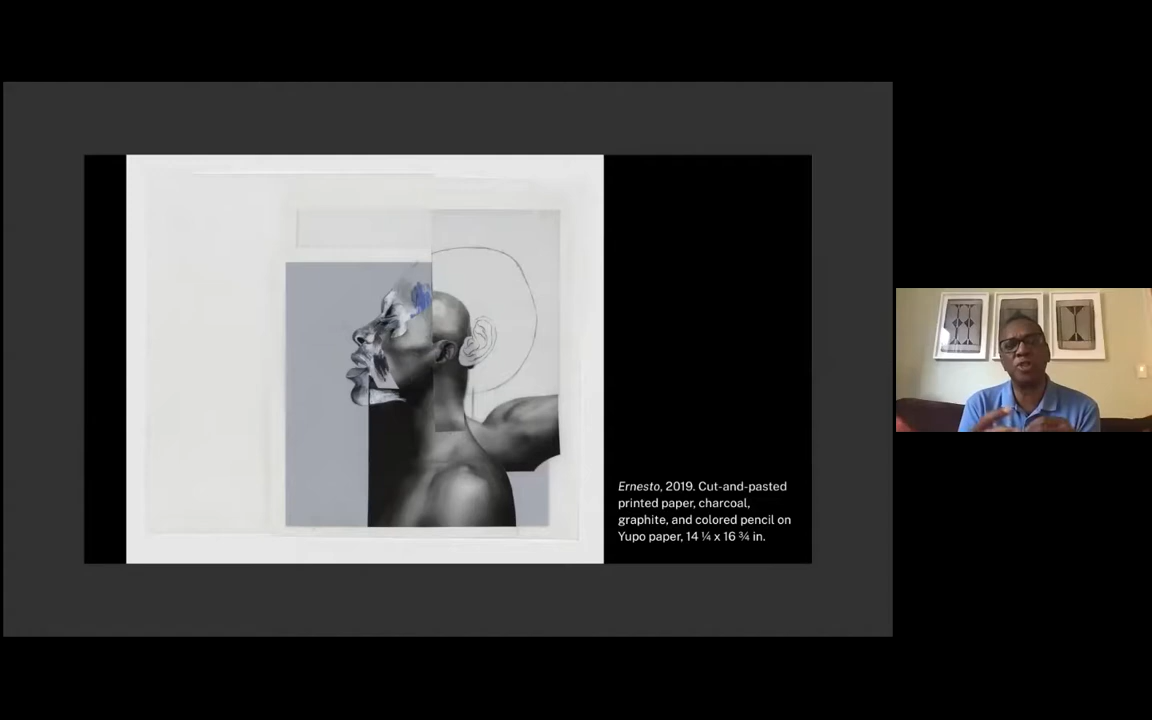 Ernesto, 2019. Cut-and-pasted
printed paper, charcoal,
graphite, and colored pencil on
Yupo paper, 14 ¼ x 16 ¾ in.